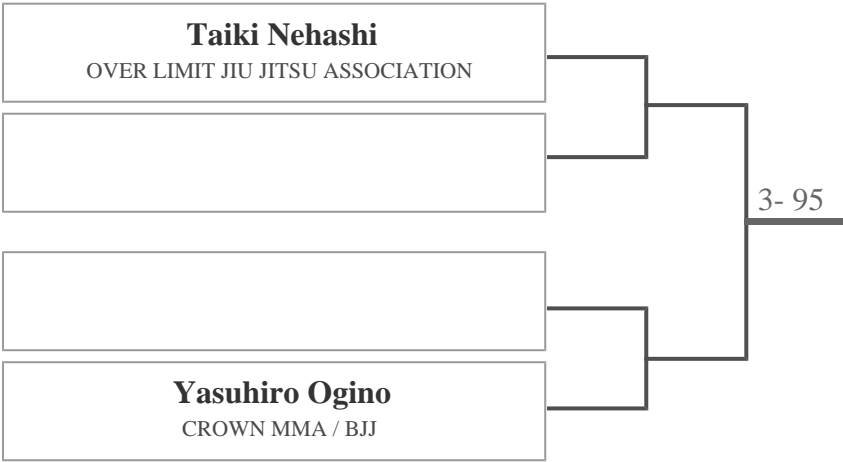 Taiki Nehashi
OVER LIMIT JIU JITSU ASSOCIATION
3- 95
Yasuhiro Ogino
CROWN MMA / BJJ